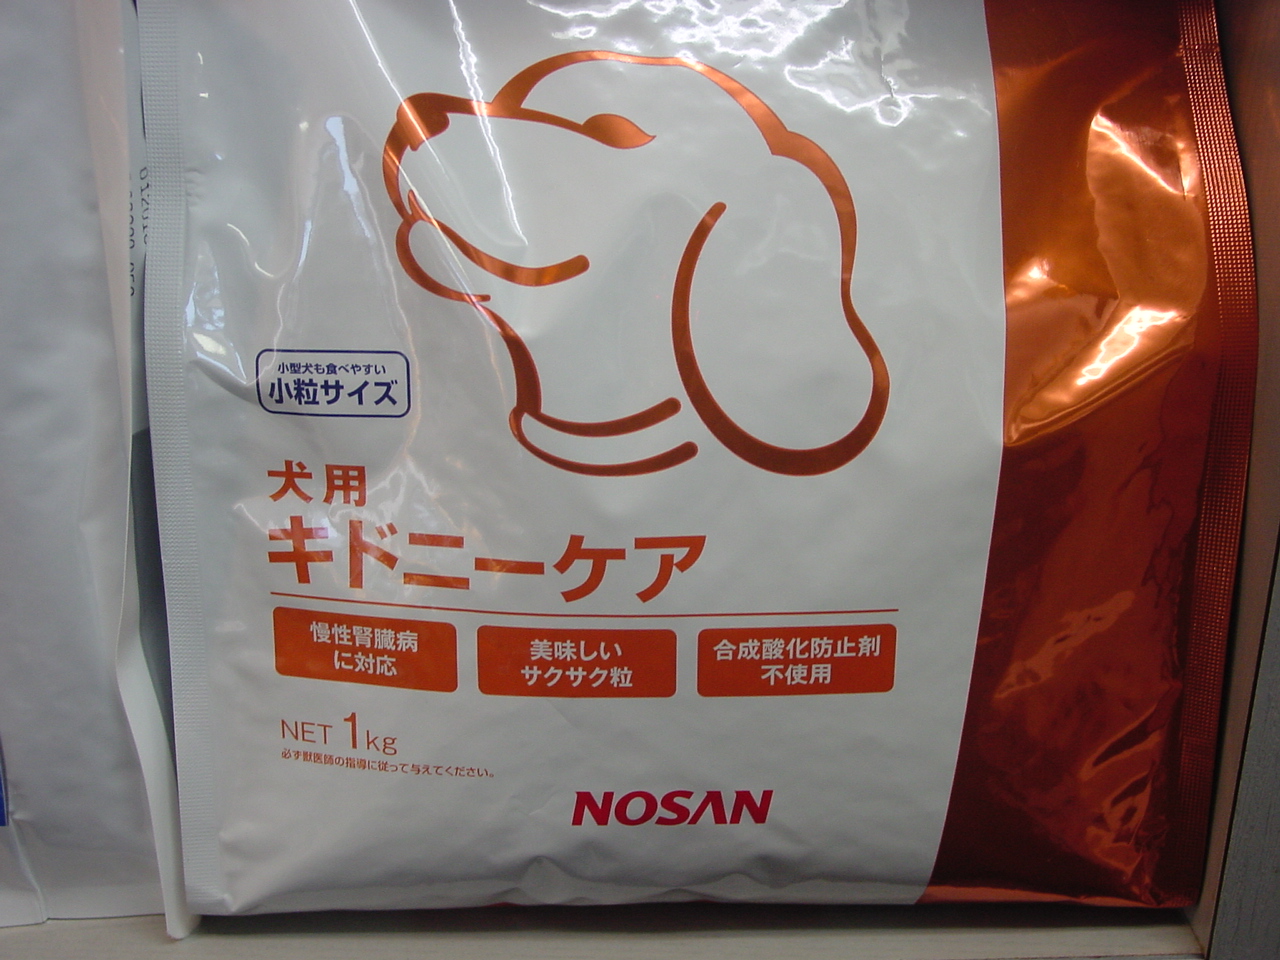 小型犬も食べやすい
小粒サイズ
犬用
キドニーケア
慢性腎臓病
に対応
美味しい
サクサク粒
合成酸化防止剤
不使用
NET 1kg
必ず獣医師の指導に従って与えてください。
NOSAN